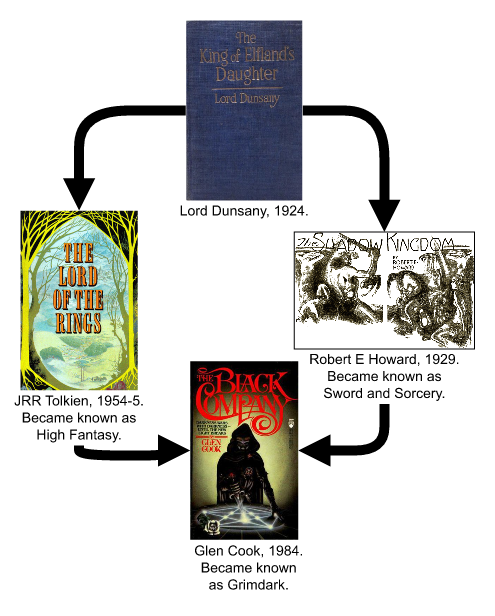 The
King of Elfland's
Daughter
Lord Dunsany
Lord Dunsany, 1924.
THE
LORD
OF THE
RINGS
JRR Tolkien, 1954-5.
Became known as
High Fantasy.
The SHADOW KINGDOM
BY
ROBERT E.
HOWARD
Robert E Howard, 1929.
Became known as
Sword and Sorcery.
THE BLACK
COMPANY
GLEN
COOK
Glen Cook, 1984.
Became known
as Grimdark.